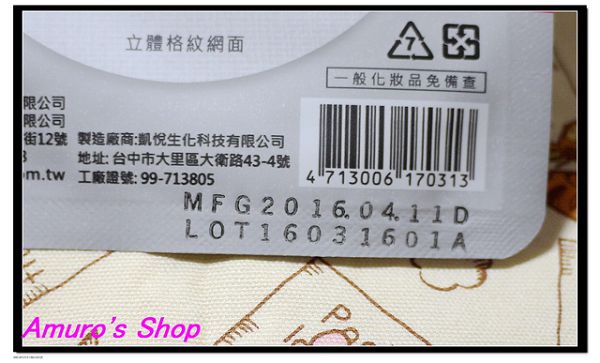 立體格紋網面
7
一般化妝品免備查
限公司
限公司
街12號
om.tw
製造廠商:凱悅生化科技有限公司
地址: 台中市大里區大衛路43-4號
工廠證號: 99-713805
4 713006 170313
MFG2016.04.11D
LOT16031601A
Amuro's Shop